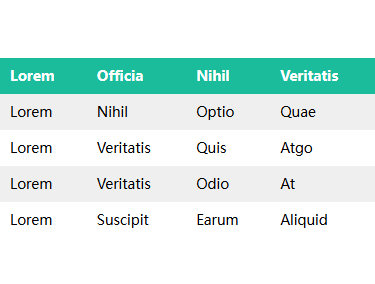 Lorem Officia Nihil Veritatis
Lorem Nihil Optio Quae
Lorem Veritatis Quis Atgo
Lorem Veritatis Odio At
Lorem Suscipit Earum Aliquid